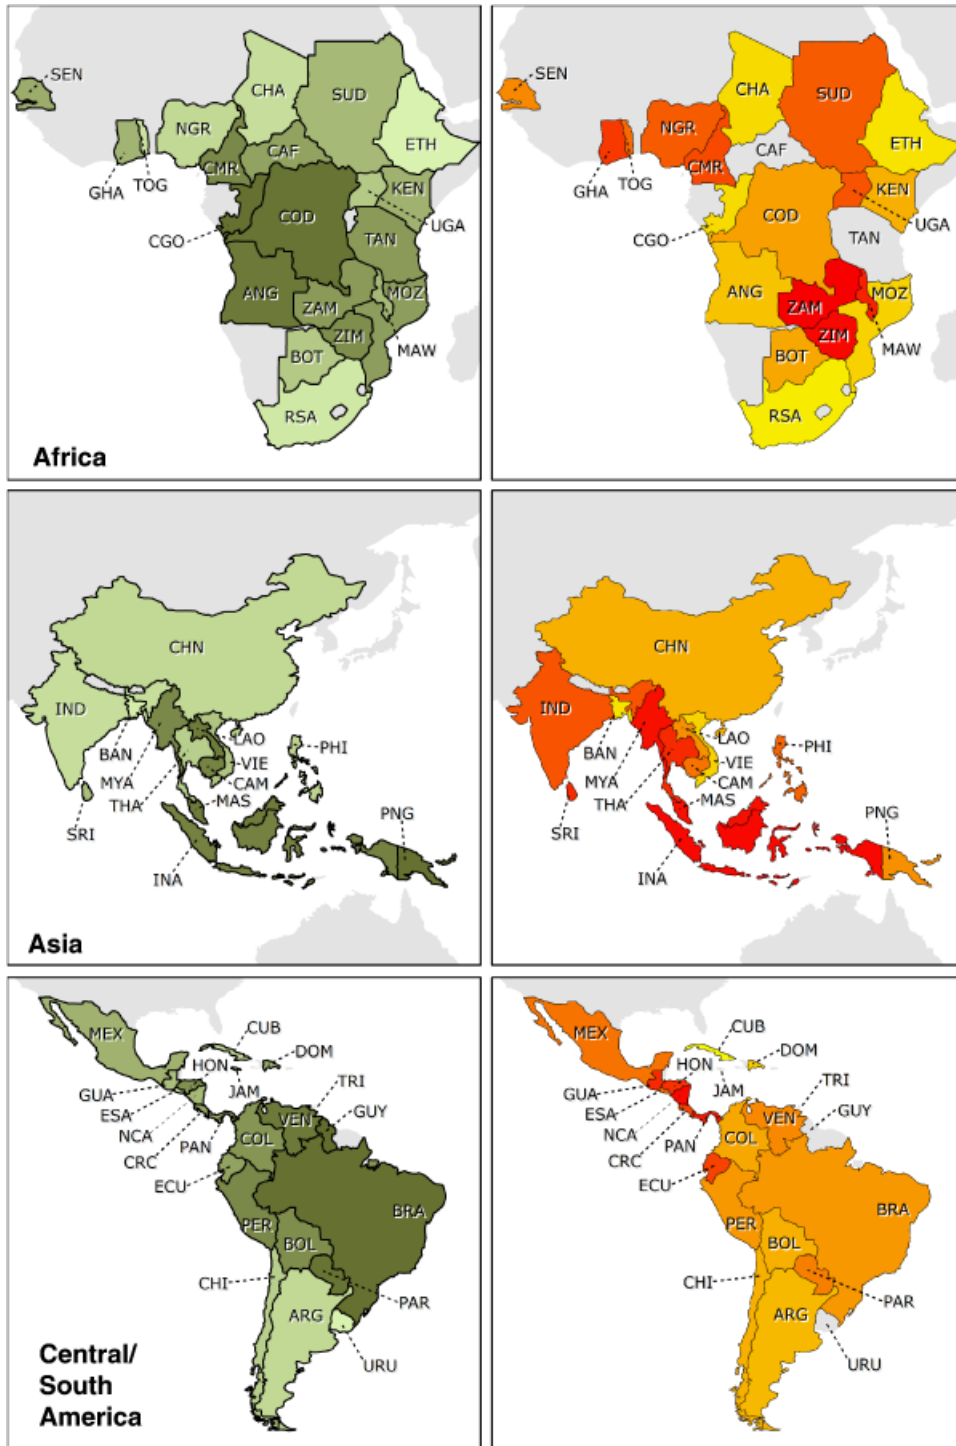 SEN
CHA
SUD
NGR
ETH
CMR
CAF
GHA
TOG
KEN
COD
UGA
CGO
TAN
ANG
MOZ
ZAM
ZIM
MAW
BOT
RSA
Africa
SEN
CHA
SUD
NGR
ETH
CMR
CAF
GHA
TOG
KEN
COD
UGA
CGO
TAN
ANG
MOZ
ZAM
ZIM
MAW
BOT
RSA
CHN
IND
LAO
PHI
BAN
VIE
MYA
CAM
THA
MAS
PNG
SRI
INA
Asia
CHN
IND
LAO
PHI
BAN
VIE
MYA
CAM
THA
MAS
PNG
SRI
INA
MEX
CUB
DOM
HON
GUA
JAM
TRI
ESA
VEN
GUY
NCA
PAN
COL
CRC
ECU
BRA
PER
BOL
CHI
PAR
ARG
URU
Central/
South
America
MEX
CUB
DOM
HON
GUA
JAM
TRI
ESA
VEN
GUY
NCA
PAN
COL
CRC
ECU
BRA
PER
BOL
CHI
PAR
ARG
URU